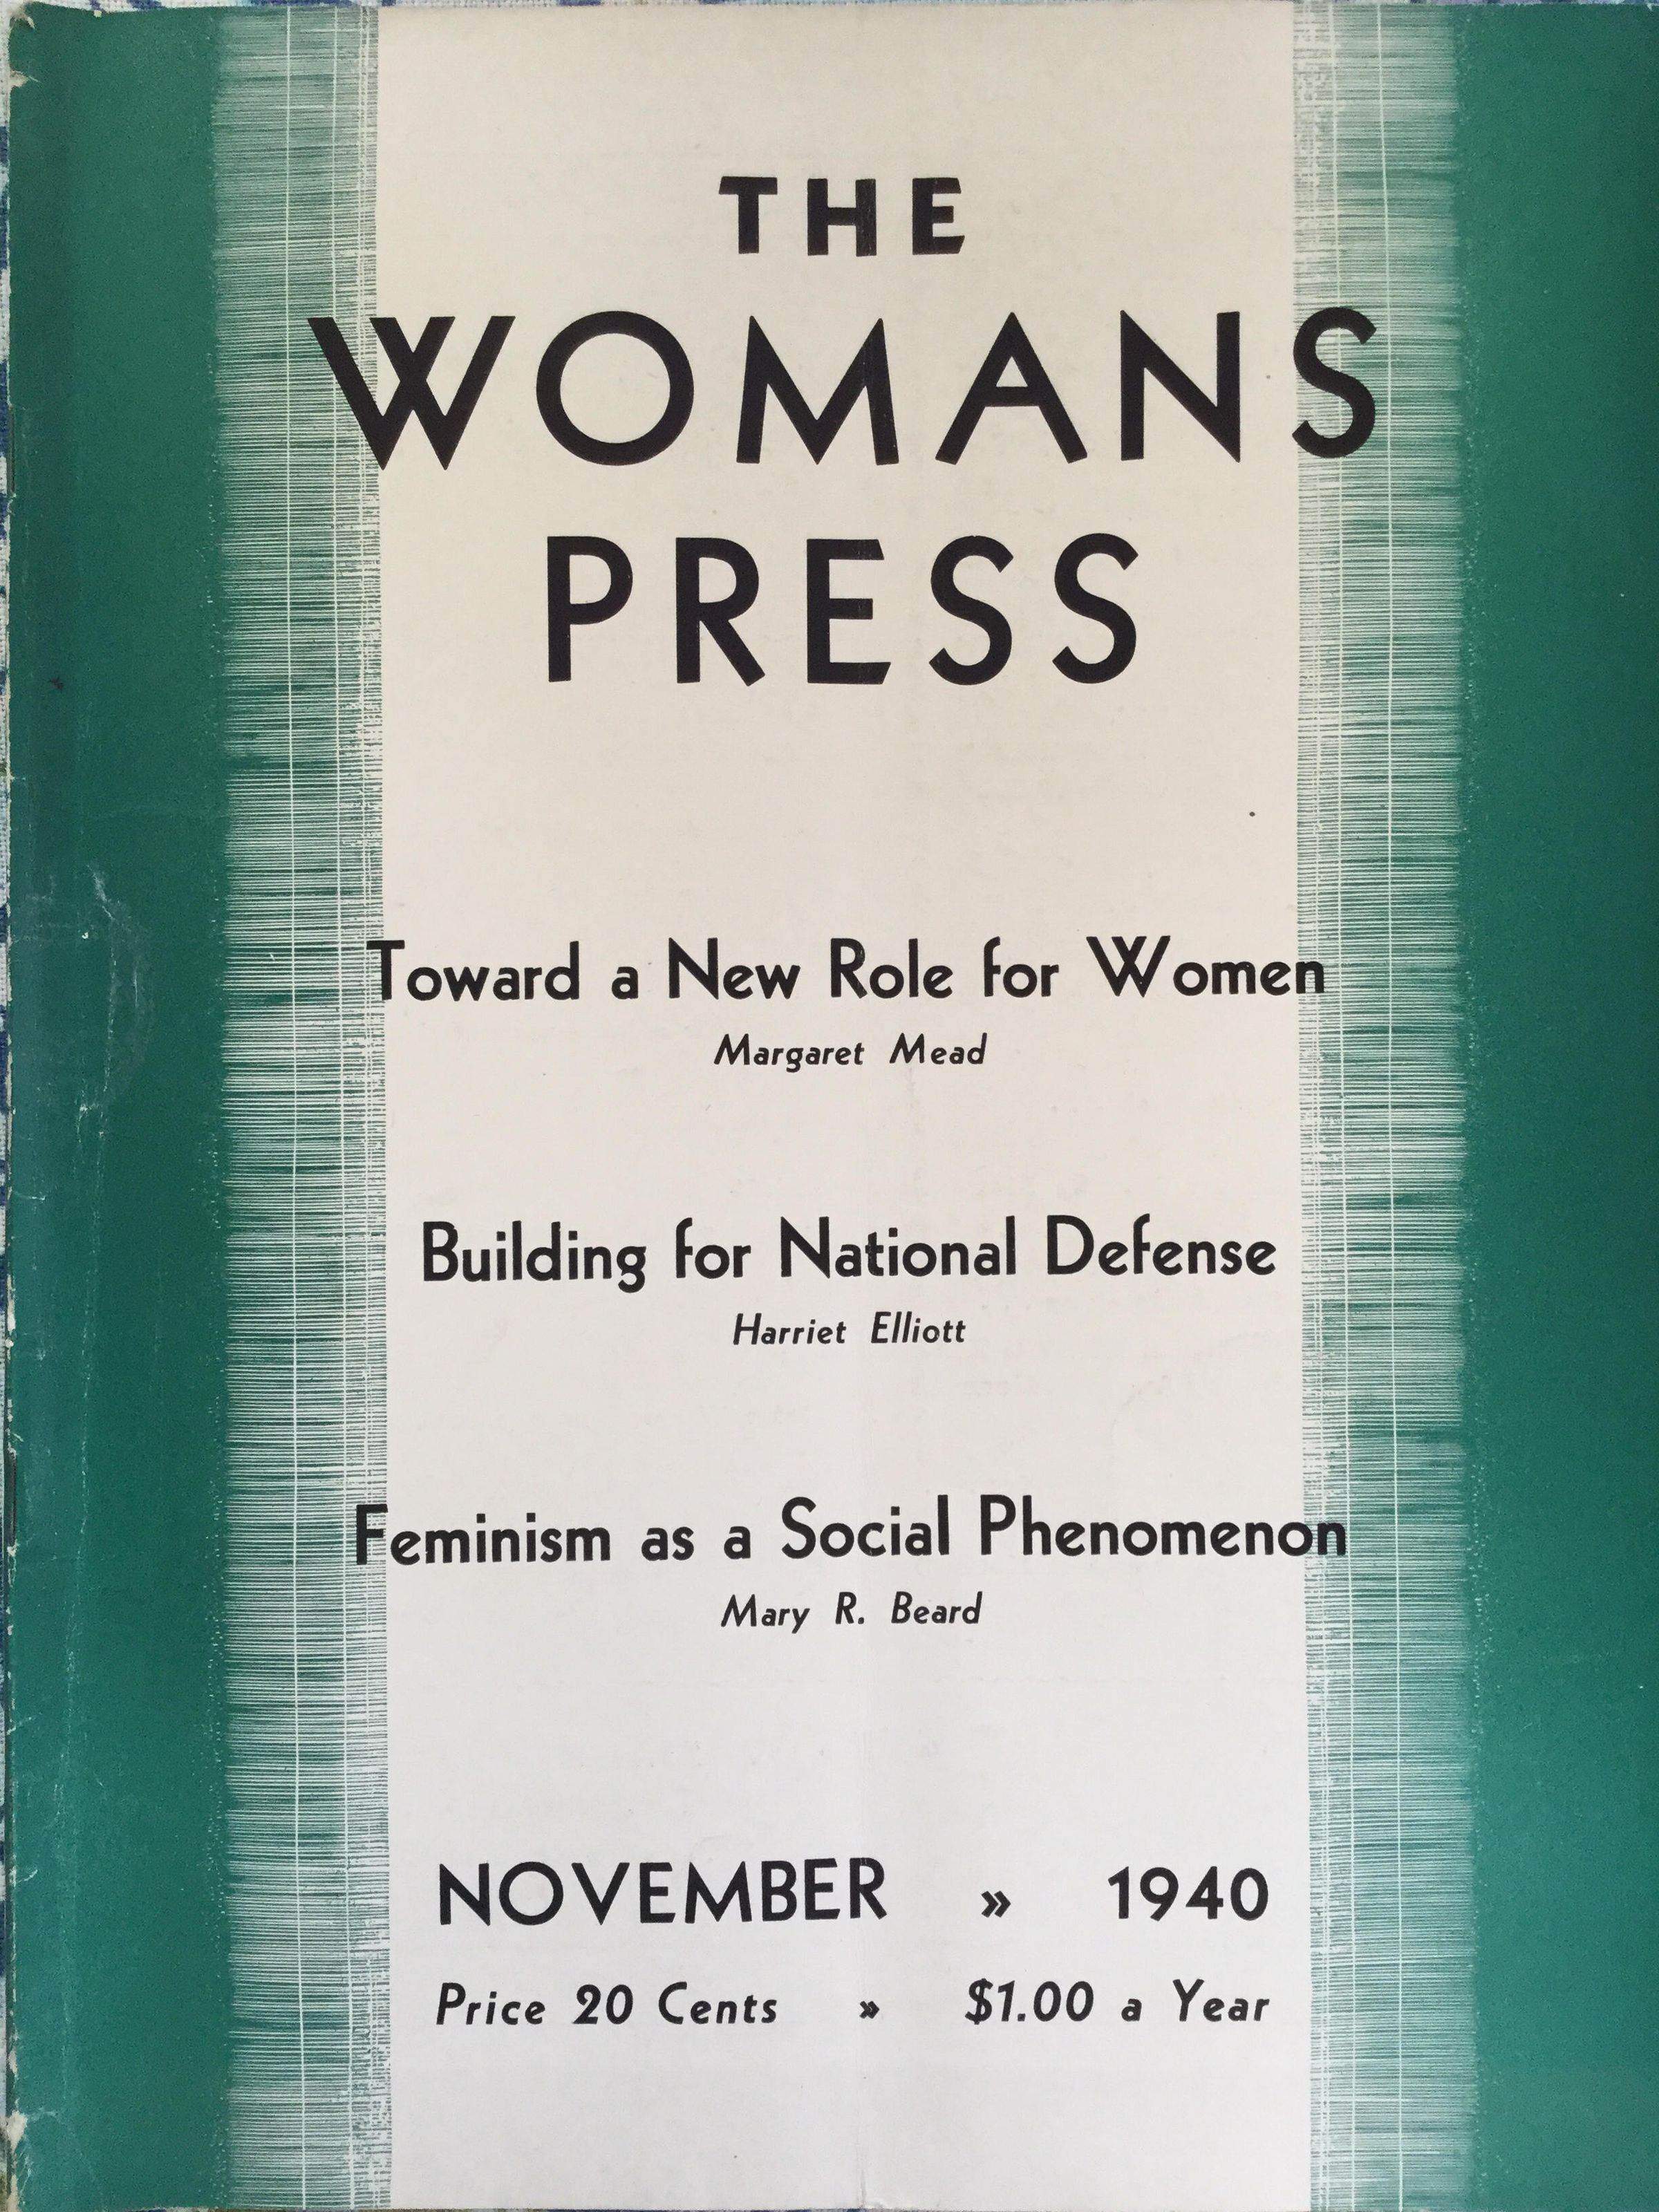 THE
WOMANS
PRESS
Toward a New Role for Women
Margaret Mead
Building for National Defense
Harriet Elliott
Feminism as a Social Phenomenon
Mary R. Beard
NOVEMBER » 1940
Price 20 Cents » $1.00 a Year